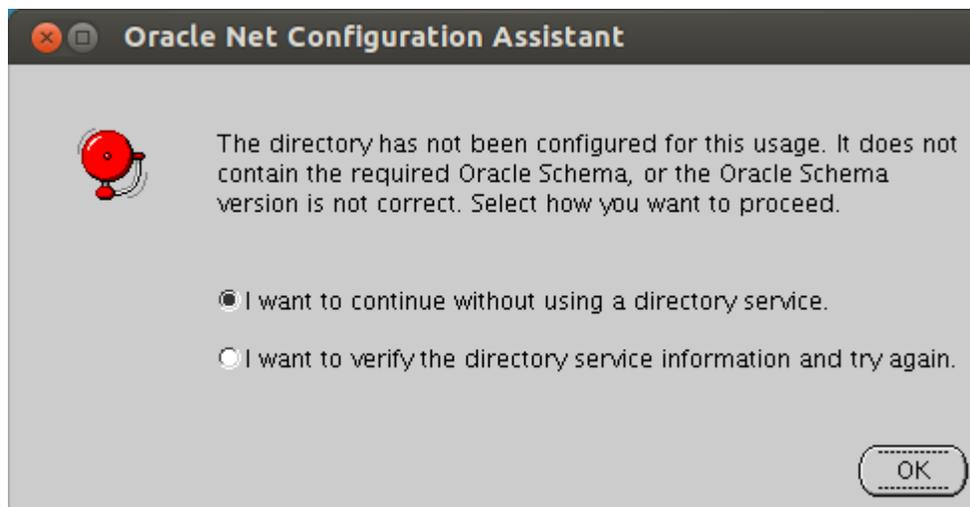 Oracle Net Configuration Assistant
The directory has not been configured for this usage. It does not
contain the required Oracle Schema, or the Oracle Schema
version is not correct. Select how you want to proceed.
I want to continue without using a directory service.
I want to verify the directory service information and try again.
OK